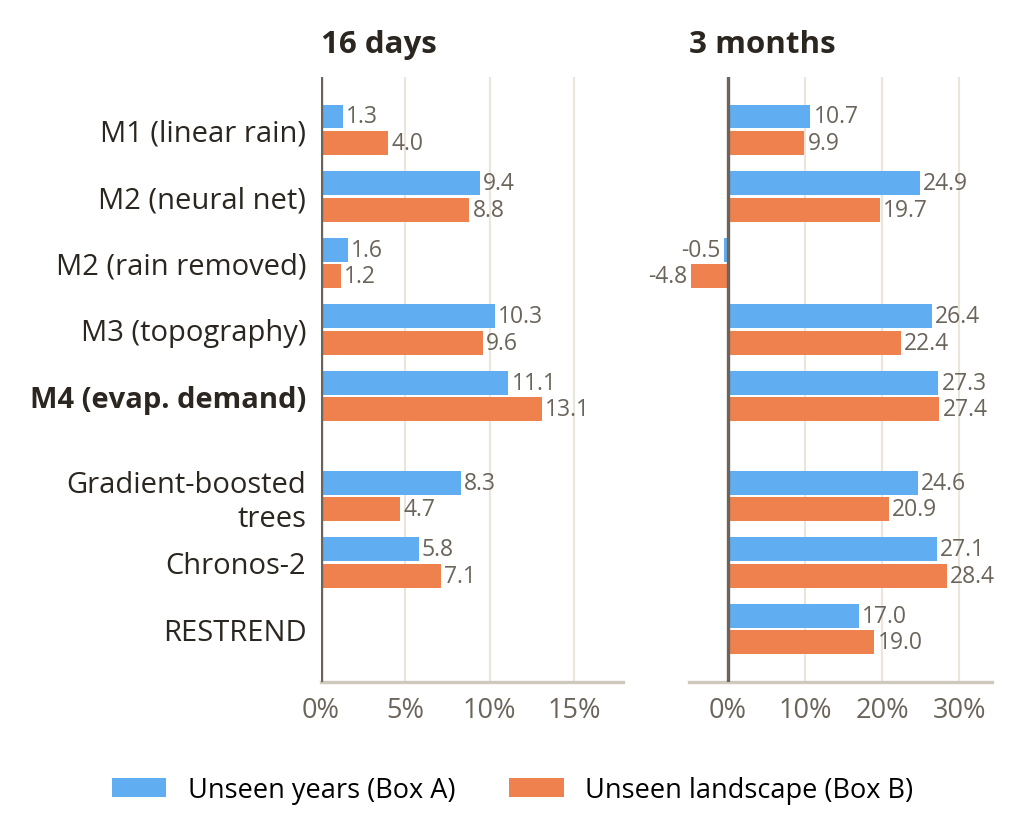 16 days
3 months
M1 (linear rain)
1.3
4.0
10.7
9.9
M2 (neural net)
9.4
8.8
24.9
19.7
M2 (rain removed)
1.6
1.2
-0.5
-4.8
M3 (topography)
10.3
9.6
26.4
22.4
M4 (evap. demand)
11.1
13.1
27.3
27.4
Gradient-boosted
trees
8.3
4.7
24.6
20.9
Chronos-2
5.8
7.1
27.1
28.4
RESTREND
17.0
19.0
0% 5% 10% 15%
0% 10% 20% 30%
Unseen years (Box A)
Unseen landscape (Box B)